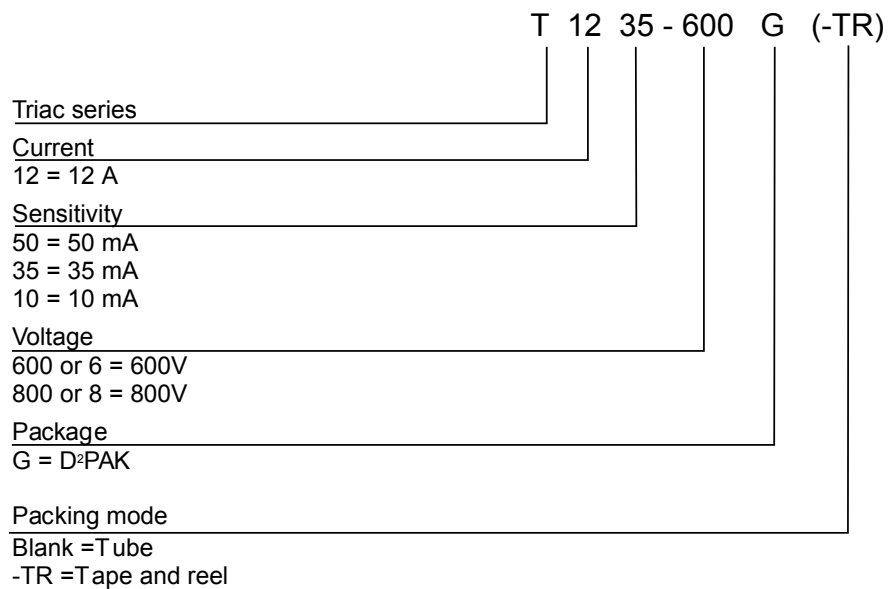 T 12 35 - 600 G (-TR)
Triac series
Current
12 = 12 A
Sensitivity
50 = 50 mA
35 = 35 mA
10 = 10 mA
Voltage
600 or 6 = 600V
800 or 8 = 800V
Package
G = D²PAK
Packing mode
Blank =Tube
-TR =Tape and reel